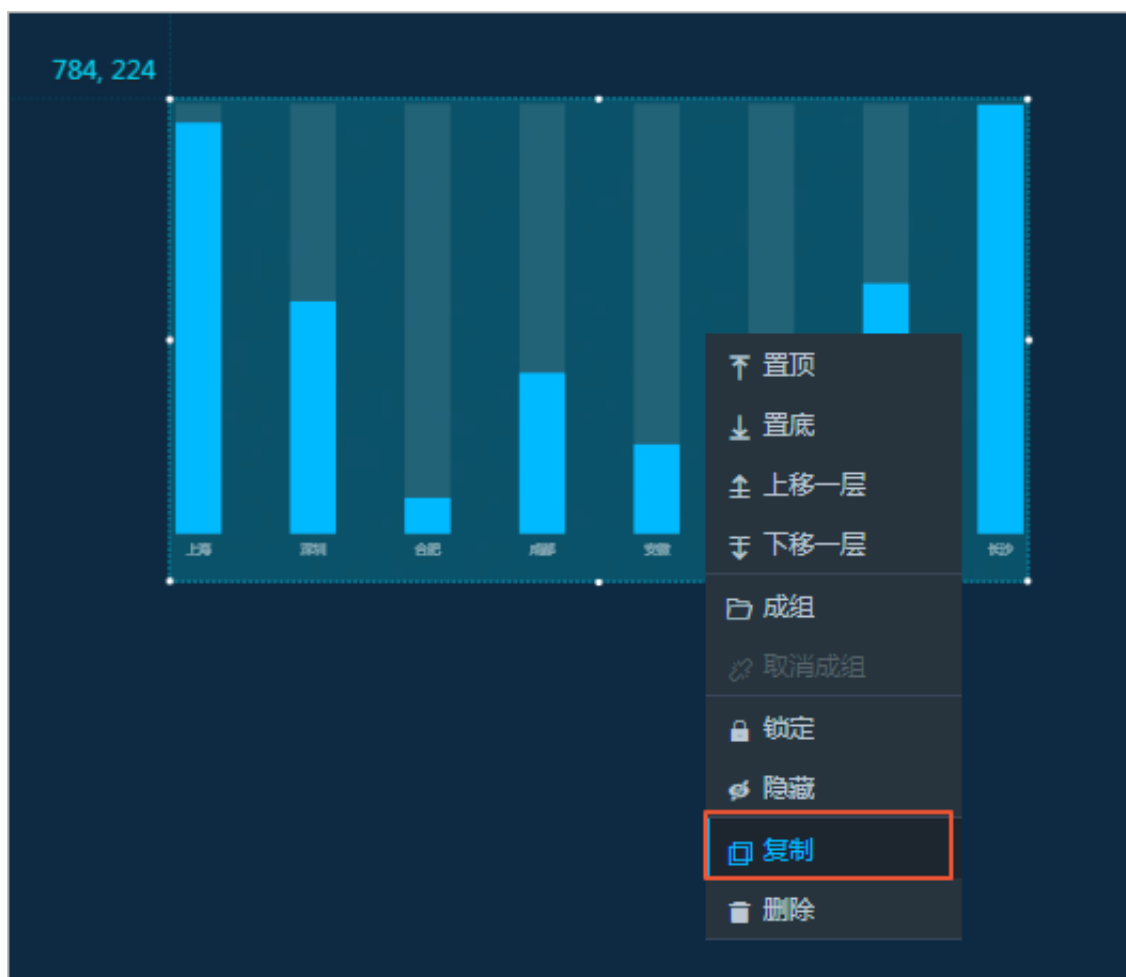 784, 224
上海
深圳
合肥
成都
安徽
长沙
置顶
置底
上移一层
下移一层
成组
取消成组
锁定
隐藏
复制
删除